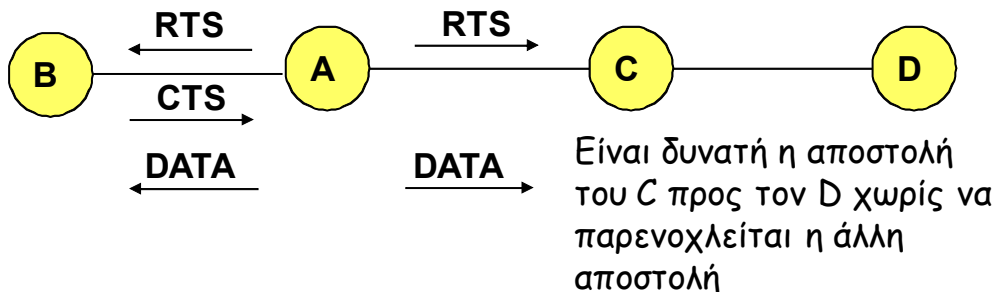 RTS RTS
B A C D
CTS
DATA DATA
Είναι δυνατή η αποστολή
του C προς τον D χωρίς να
παρενοχλείται η άλλη
αποστολή